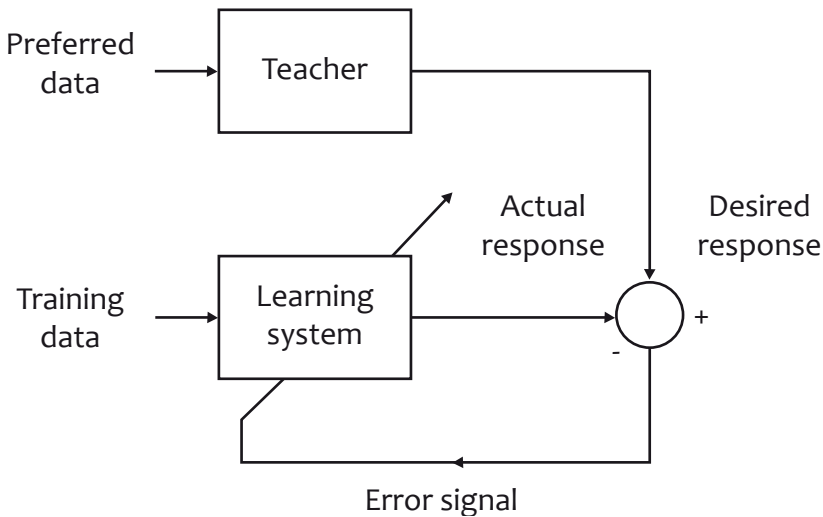 Preferred
data
Teacher
Actual
response
Desired
response
Training
data
Learning
system
+
-
Error signal